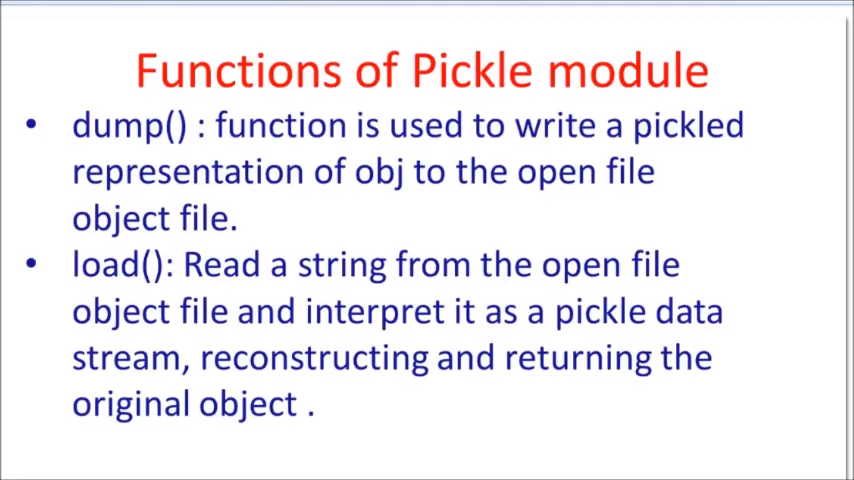 Functions of Pickle module
• dump() : function is used to write a pickled
representation of obj to the open file
object file.
• load(): Read a string from the open file
object file and interpret it as a pickle data
stream, reconstructing and returning the
original object .